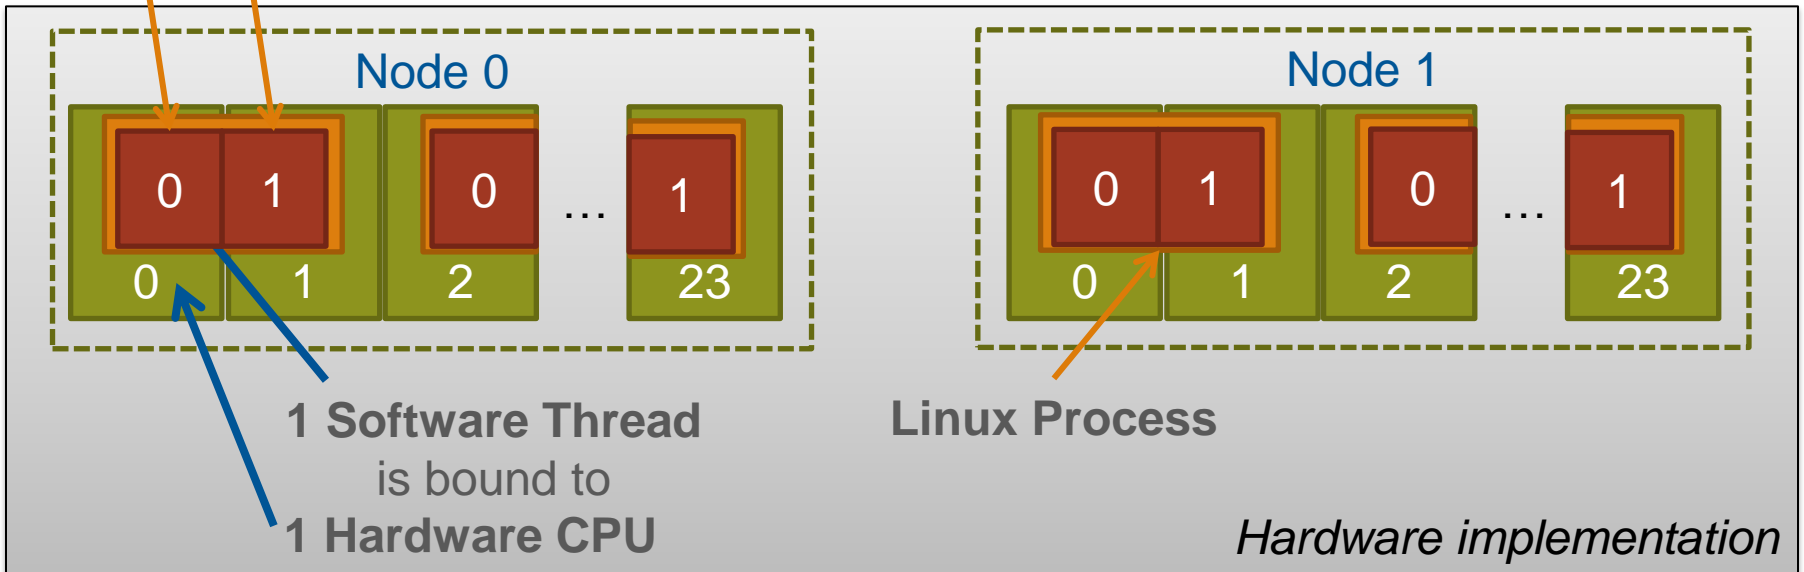 Node 0
Node 1
0 1 0 ... 1
0 1 0 ... 1
0 1 2 23
0 1 2 23
1 Software Thread
is bound to
1 Hardware CPU
Linux Process
Hardware implementation